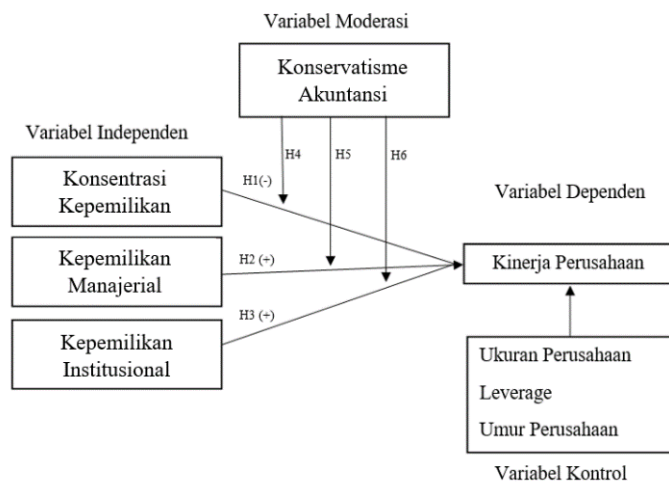 Variabel Moderasi
Konservatisme
Akuntansi
Variabel Independen
Konsentrasi
Kepemilikan
Kepemilikan
Manajerial
Kepemilikan
Institusional
H1(-)
H2 (+)
H3 (+)
H4
H5
H6
Variabel Dependen
Kinerja Perusahaan
Ukuran Perusahaan
Leverage
Umur Perusahaan
Variabel Kontrol